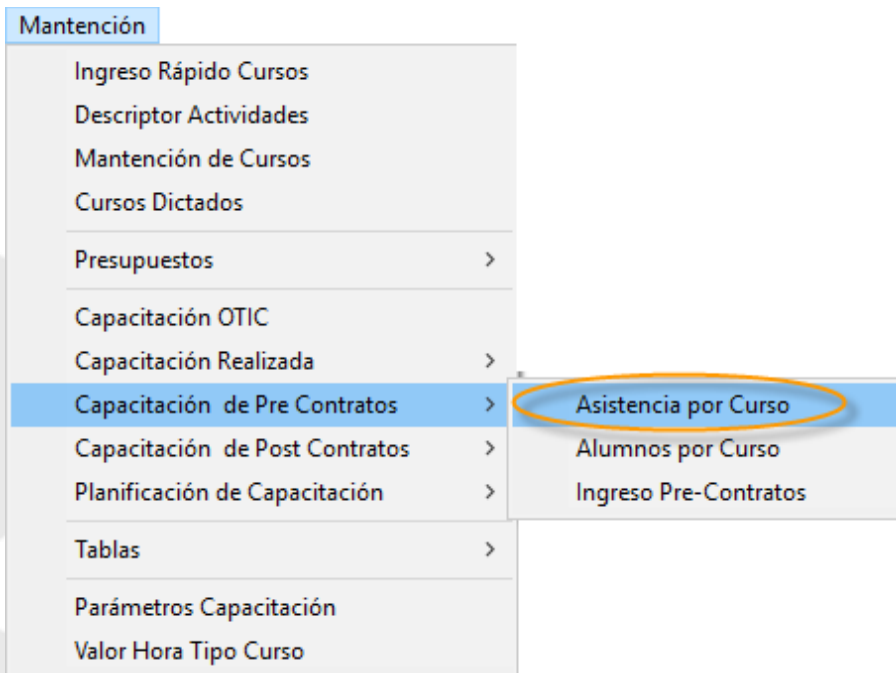 Mantención
Ingreso Rápido Cursos
Descriptor Actividades
Mantención de Cursos
Cursos Dictados
Presupuestos
Capacitación OTIC
Capacitación Realizada
Capacitación de Pre Contratos
Asistencia por Curso
Capacitación de Post Contratos
Alumnos por Curso
Planificación de Capacitación
Ingreso Pre-Contratos
Tablas
Parámetros Capacitación
Valor Hora Tipo Curso